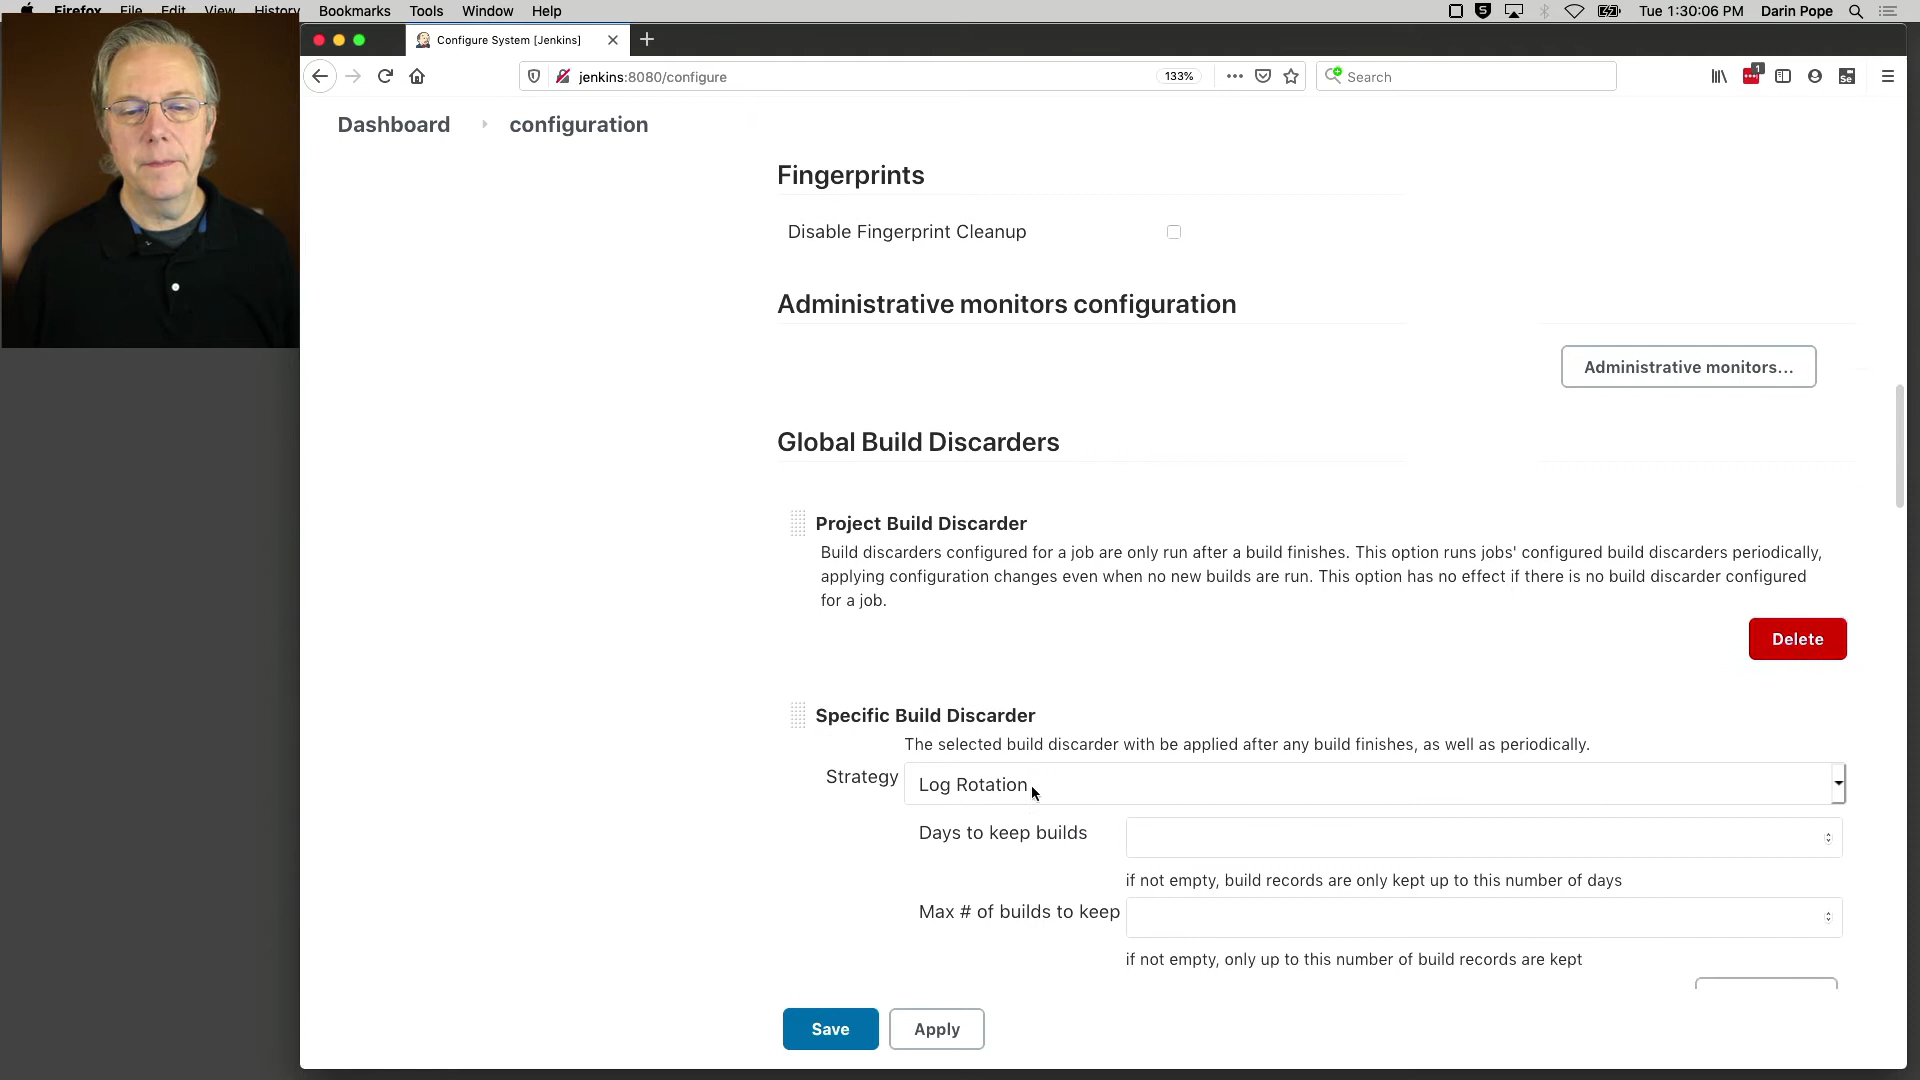 Firefox File Edit View History Bookmarks Tools Window Help Tue 1:30:06 PM Darin Pope
Configure System [Jenkins]
jenkins:8080/configure 133% Search 1 Se
Dashboard configuration
Fingerprints
Disable Fingerprint Cleanup
Administrative monitors configuration
Administrative monitors...
Global Build Discarders
Project Build Discarder
Build discarders configured for a job are only run after a build finishes. This option runs jobs' configured build discarders periodically,
applying configuration changes even when no new builds are run. This option has no effect if there is no build discarder configured
for a job.
Delete
Specific Build Discarder
The selected build discarder with be applied after any build finishes, as well as periodically.
Strategy Log Rotation
Days to keep builds
if not empty, build records are only kept up to this number of days
Max # of builds to keep
if not empty, only up to this number of build records are kept
Save Apply